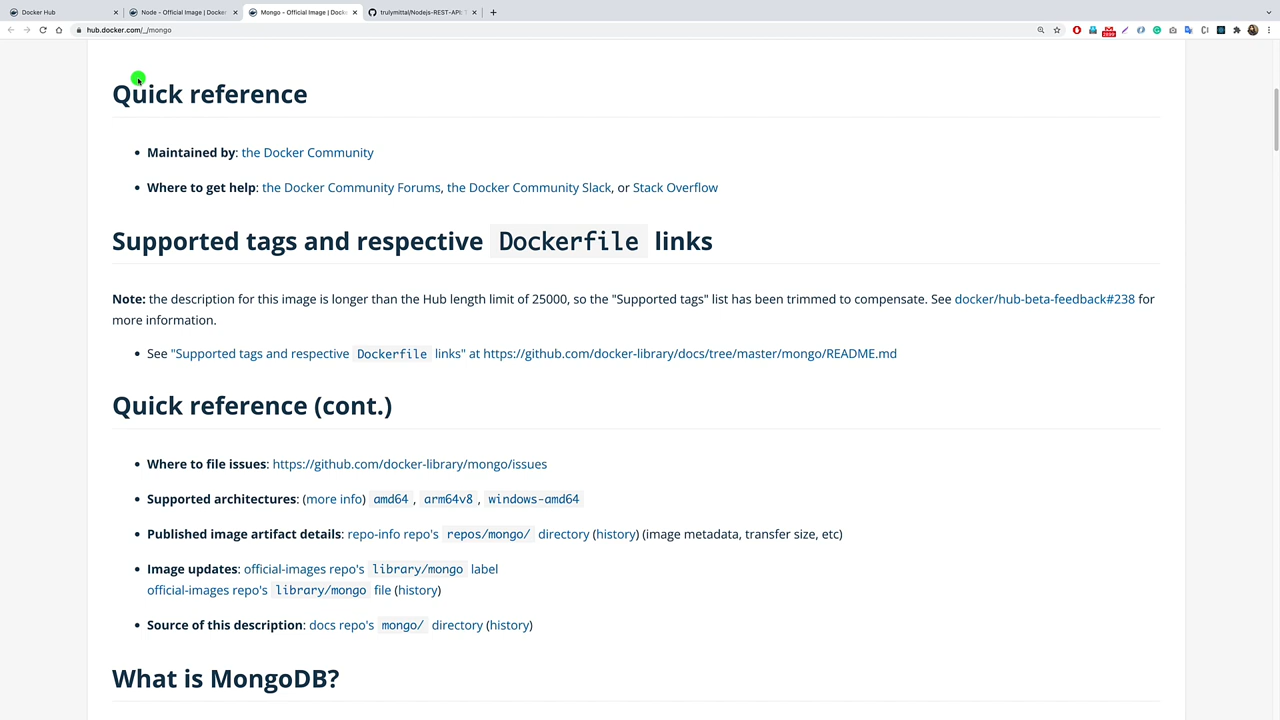 Docker Hub
Node - Official Image | Docker
Mongo - Official Image | Docke
trulymittal/Nodejs-REST-API: T
hub.docker.com/_/mongo
Quick reference
Maintained by: the Docker Community
Where to get help: the Docker Community Forums, the Docker Community Slack, or Stack Overflow
Supported tags and respective Dockerfile links
Note: the description for this image is longer than the Hub length limit of 25000, so the "Supported tags" list has been trimmed to compensate. See docker/hub-beta-feedback#238 for
more information.
See "Supported tags and respective Dockerfile links" at https://github.com/docker-library/docs/tree/master/mongo/README.md
Quick reference (cont.)
Where to file issues: https://github.com/docker-library/mongo/issues
Supported architectures: (more info) amd64 , arm64v8 , windows-amd64
Published image artifact details: repo-info repo's repos/mongo/ directory (history) (image metadata, transfer size, etc)
Image updates: official-images repo's library/mongo label
official-images repo's library/mongo file (history)
Source of this description: docs repo's mongo/ directory (history)
What is MongoDB?